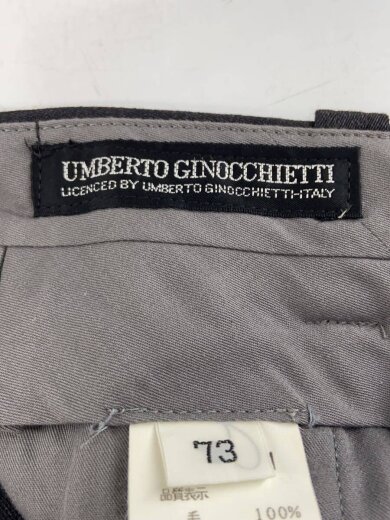 UMBERTO GINOCCHIETTI
LICENCED BY UMBERTO GINOCCHIETTI-ITALY
73
品質表示
毛 100%